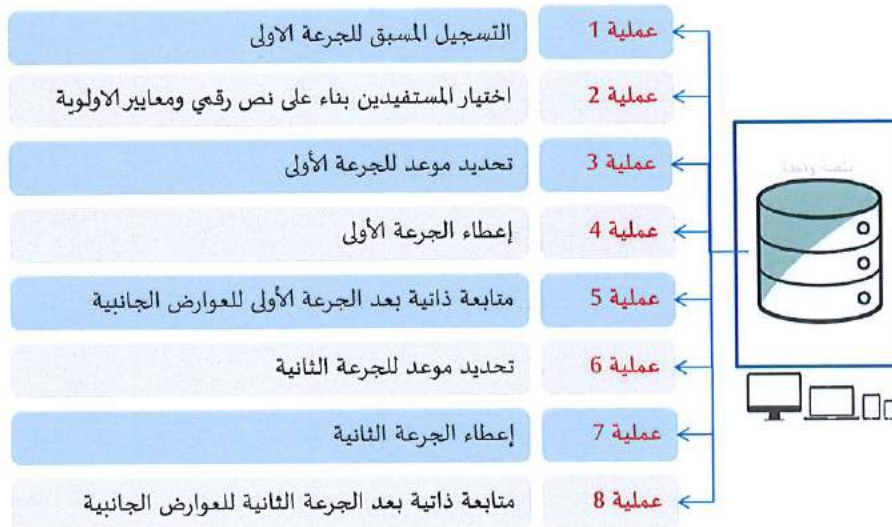 عملية 1 التسجيل المسبق للجرعة الاولى
عملية 2 اختيار المستفيدين بناء على نص رقمي ومعايير الاولوية
عملية 3 تحديد موعد للجرعة الأولى
عملية 4 إعطاء الجرعة الأولى
عملية 5 متابعة ذاتية بعد الجرعة الأولى للعوارض الجانبية
عملية 6 تحديد موعد للجرعة الثانية
عملية 7 إعطاء الجرعة الثانية
عملية 8 متابعة ذاتية بعد الجرعة الثانية للعوارض الجانبية